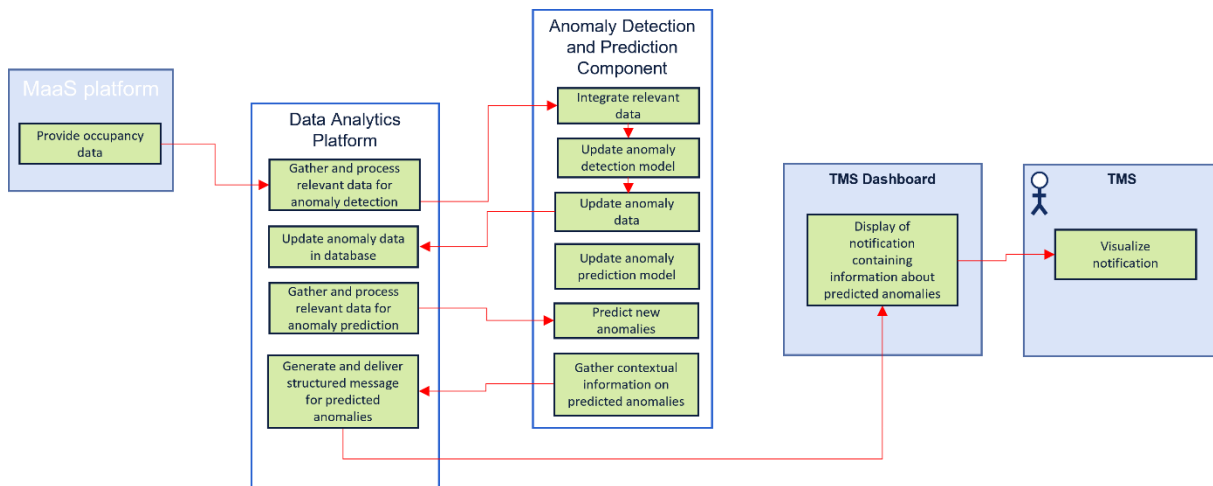 MaaS platform
Provide occupancy
data
Data Analytics
Platform
Gather and process
relevant data for
anomaly detection
Update anomaly data
in database
Gather and process
relevant data for
anomaly prediction
Generate and deliver
structured message
for predicted
anomalies
Anomaly Detection
and Prediction
Component
Integrate relevant
data
Update anomaly
detection model
Update anomaly
data
Update anomaly
prediction model
Predict new
anomalies
Gather contextual
information on
predicted anomalies
TMS Dashboard
Display of
notification
containing
information about
predicted anomalies
TMS
Visualize
notification